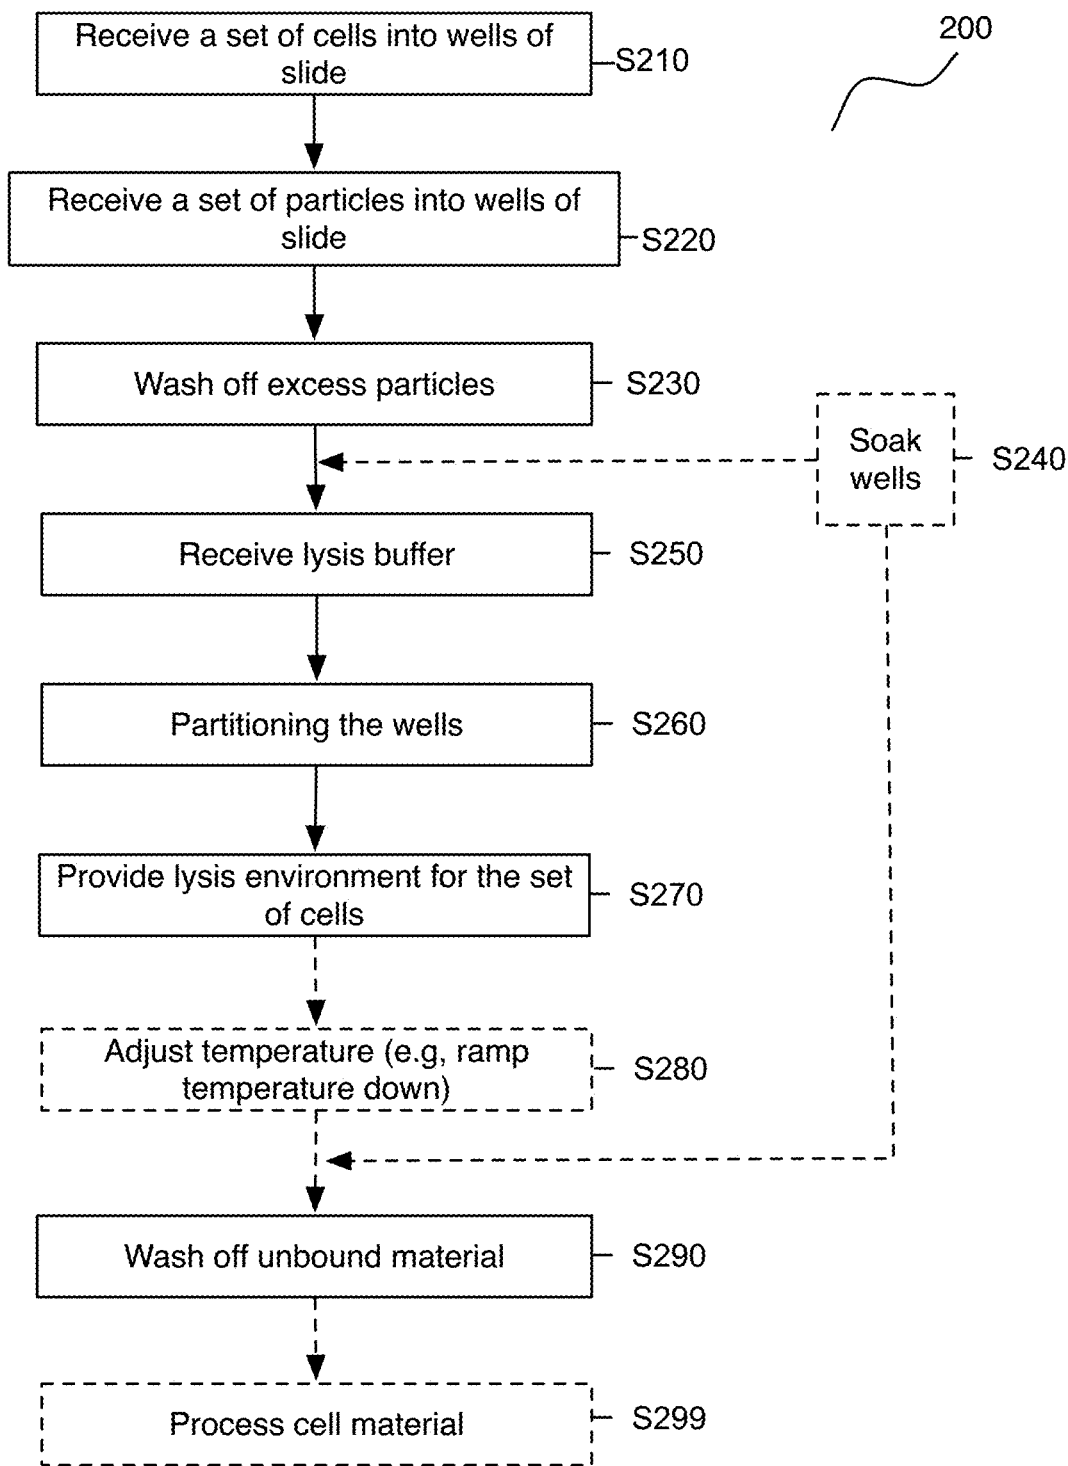 200
Receive a set of cells into wells of
slide
S210
Receive a set of particles into wells of
slide
S220
Wash off excess particles
S230
Soak
wells
S240
Receive lysis buffer
S250
Partitioning the wells
S260
Provide lysis environment for the set
of cells
S270
Adjust temperature (e.g, ramp
temperature down)
S280
Wash off unbound material
S290
Process cell material
S299